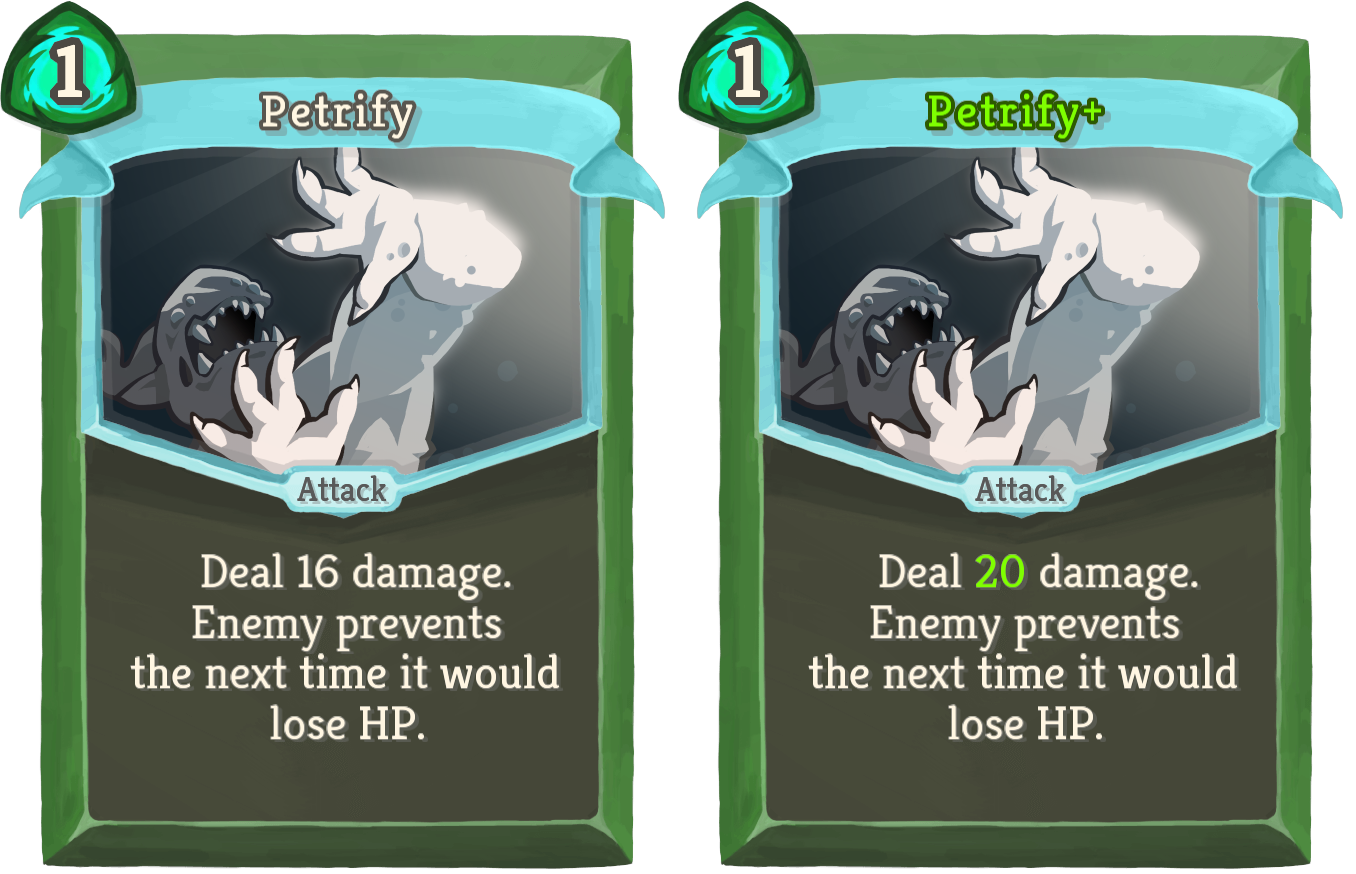 1
Petrify
Attack
Deal 16 damage.
Enemy prevents
the next time it would
lose HP.
1
Petrify+
Attack
Deal 20 damage.
Enemy prevents
the next time it would
lose HP.